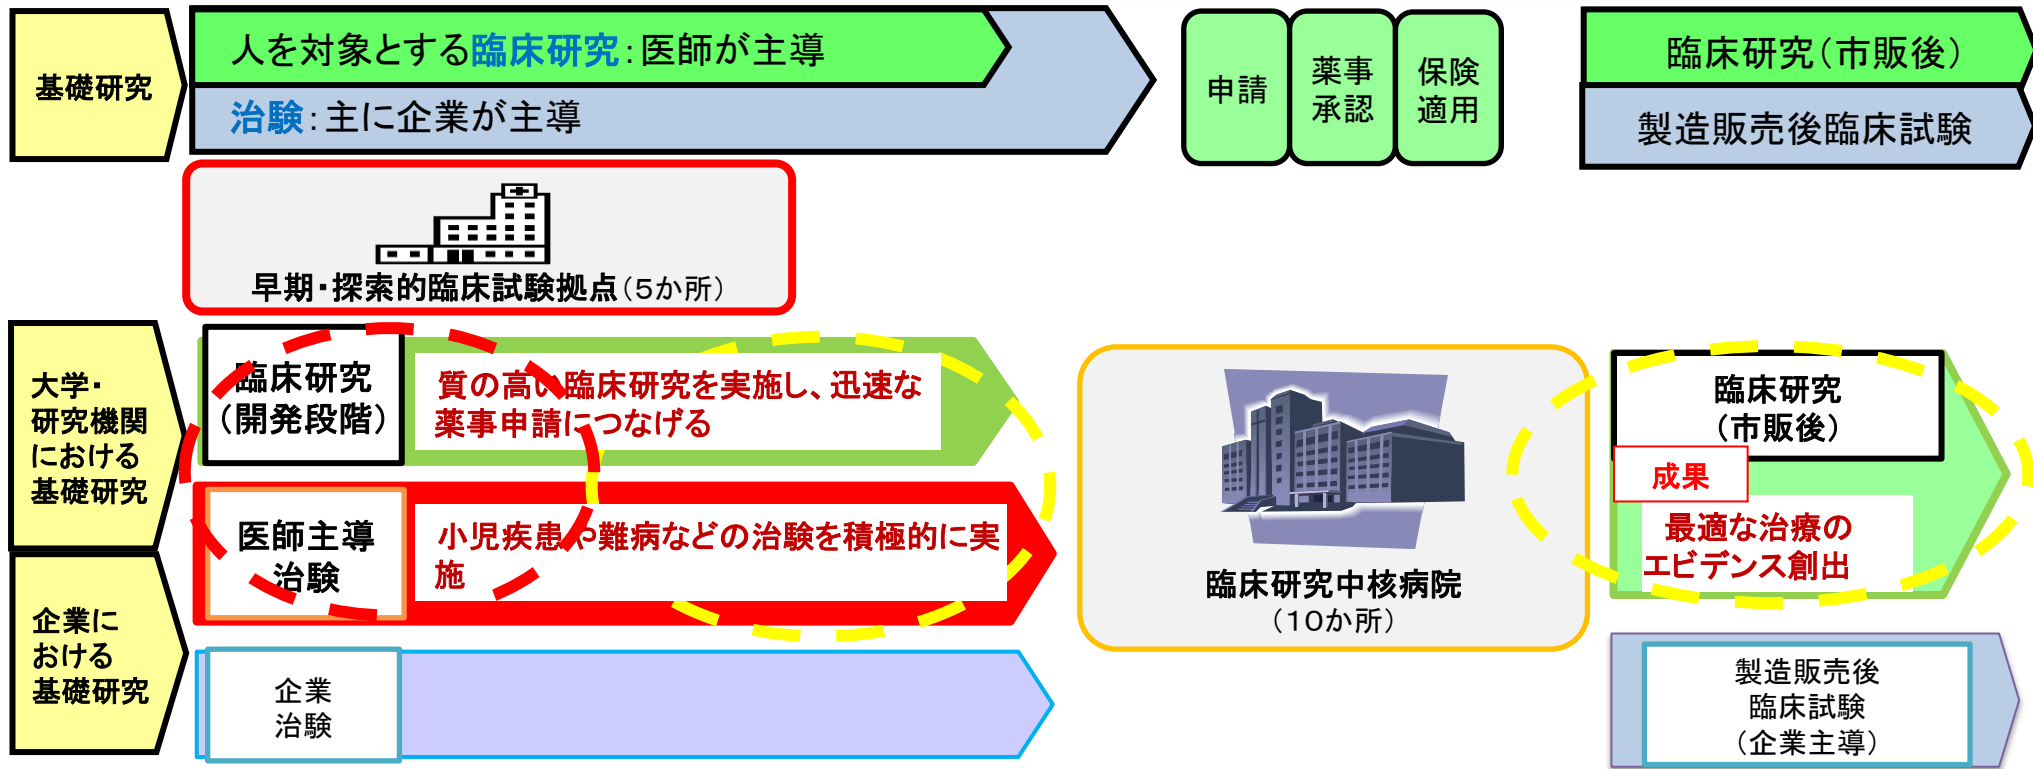 基礎研究
人を対象とする臨床研究：医師が主導
治験：主に企業が主導
申請
薬事
承認
保険
適用
臨床研究（市販後）
製造販売後臨床試験
早期・探索的臨床試験拠点（5か所）
大学・
研究機関
における
基礎研究
臨床研究
（開発段階）
質の高い臨床研究を実施し、迅速な
薬事申請につなげる
医師主導
治験
小児疾患や難病などの治験を積極的に実
施
臨床研究中核病院
（10か所）
臨床研究
（市販後）
成果
最適な治療の
エビデンス創出
企業に
おける
基礎研究
企業
治験
製造販売後
臨床試験
（企業主導）